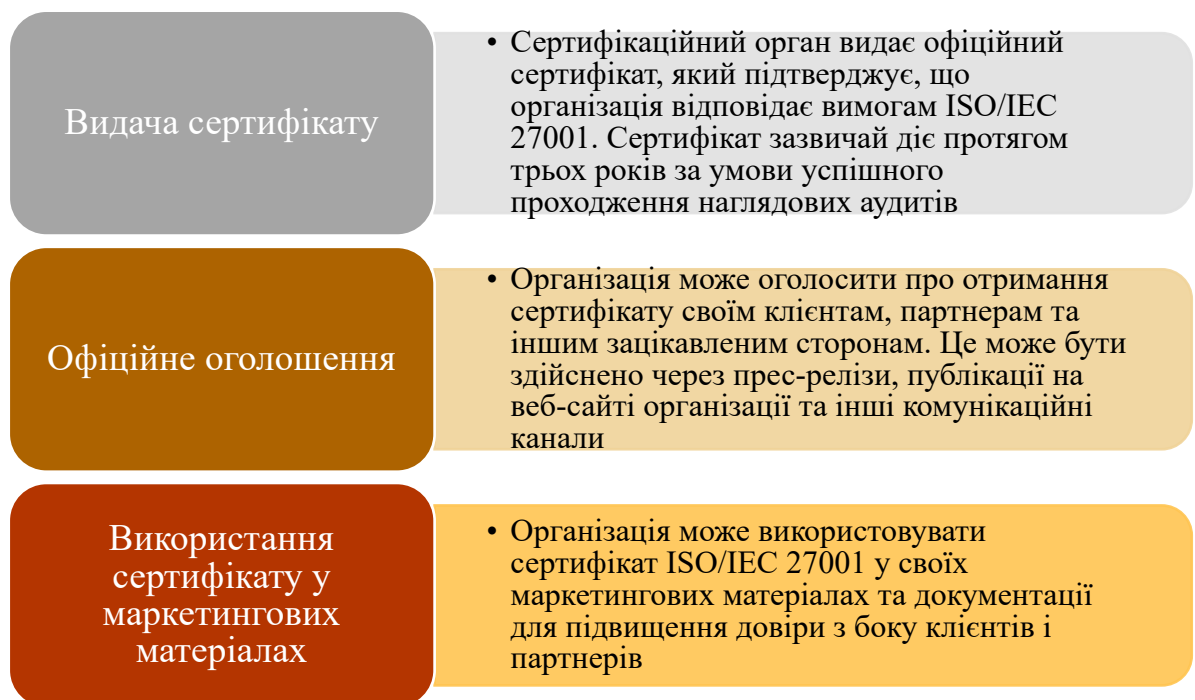 Видача сертифікату
• Сертифікаційний орган видає офіційний
сертифікат, який підтверджує, що
організація відповідає вимогам ISO/IEC
27001. Сертифікат зазвичай діє протягом
трьох років за умови успішного
проходження наглядових аудитів
Офіційне оголошення
• Організація може оголосити про отримання
сертифікату своїм клієнтам, партнерам та
іншим зацікавленим сторонам. Це може бути
здійснено через прес-релізи, публікації на
веб-сайті організації та інші комунікаційні
канали
Використання
сертифікату у
маркетингових
матеріалах
• Організація може використовувати
сертифікат ISO/IEC 27001 у своїх
маркетингових матеріалах та документації
для підвищення довіри з боку клієнтів і
партнерів